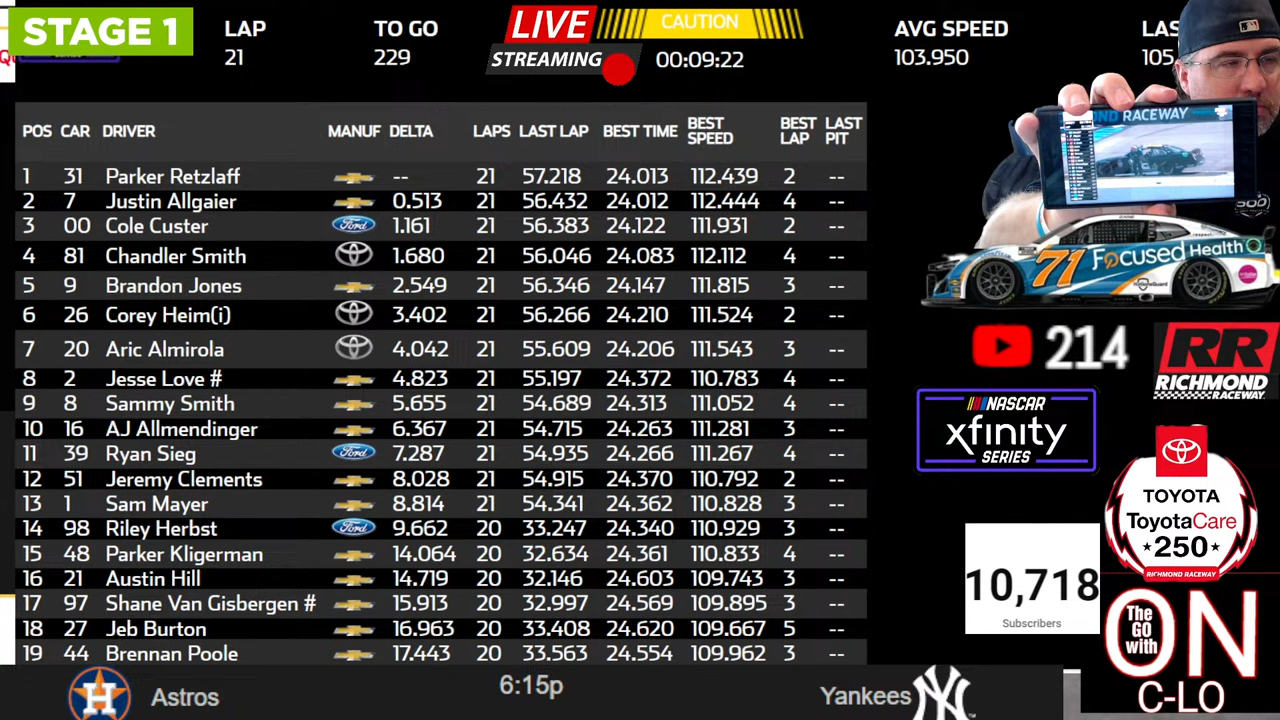 STAGE 1
LAP
21
TO GO
229
LIVE
STREAMING
CAUTION
00:09:22
AVG SPEED
103.950
LAS
105.
POS CAR DRIVER MANUF DELTA LAPS LAST LAP BEST TIME BEST SPEED BEST LAP LAST PIT
1 31 Parker Retzlaff -- 21 57.218 24.013 112.439 2 --
2 7 Justin Allgaier 0.513 21 56.432 24.012 112.444 4 --
3 00 Cole Custer Ford 1.161 21 56.383 24.122 111.931 2 --
4 81 Chandler Smith 1.680 21 56.046 24.083 112.112 4 --
5 9 Brandon Jones 2.549 21 56.346 24.147 111.815 3 --
6 26 Corey Heim(i) 3.402 21 56.266 24.210 111.524 2 --
7 20 Aric Almirola 4.042 21 55.609 24.206 111.543 3 --
8 2 Jesse Love # 4.823 21 55.197 24.372 110.783 4 --
9 8 Sammy Smith 5.655 21 54.689 24.313 111.052 4 --
10 16 AJ Allmendinger 6.367 21 54.715 24.263 111.281 3 --
11 39 Ryan Sieg Ford 7.287 21 54.935 24.266 111.267 4 --
12 51 Jeremy Clements 8.028 21 54.915 24.370 110.792 2 --
13 1 Sam Mayer 8.814 21 54.341 24.362 110.828 3 --
14 98 Riley Herbst Ford 9.662 20 33.247 24.340 110.929 3 --
15 48 Parker Kligerman 14.064 20 32.634 24.361 110.833 4 --
16 21 Austin Hill 14.719 20 32.146 24.603 109.743 3 --
17 97 Shane Van Gisbergen # 15.913 20 32.997 24.569 109.895 3 --
18 27 Jeb Burton 16.963 20 33.408 24.620 109.667 5 --
19 44 Brennan Poole 17.443 20 33.563 24.554 109.962 3 --
OND RACEWAY
71 Focused Health
214
RR
RICHMOND
RACEWAY
NASCAR
xfinity
SERIES
TOYOTA
ToyotaCare
250
RICHMOND RACEWAY
10,718
Subscribers
The
GO
with
ON
C-LO
H
Astros
6:15p
Yankees
NY